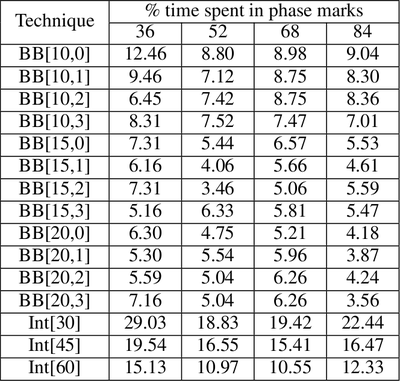 Technique % time spent in phase marks
36 52 68 84
BB[10,0] 12.46 8.80 8.98 9.04
BB[10,1] 9.46 7.12 8.75 8.30
BB[10,2] 6.45 7.42 8.75 8.36
BB[10,3] 8.31 7.52 7.47 7.01
BB[15,0] 7.31 5.44 6.57 5.53
BB[15,1] 6.16 4.06 5.66 4.61
BB[15,2] 7.31 3.46 5.06 5.59
BB[15,3] 5.16 6.33 5.81 5.47
BB[20,0] 6.30 4.75 5.21 4.18
BB[20,1] 5.30 5.54 5.96 3.87
BB[20,2] 5.59 5.04 6.26 4.24
BB[20,3] 7.16 5.04 6.26 3.56
Int[30] 29.03 18.83 19.42 22.44
Int[45] 19.54 16.55 15.41 16.47
Int[60] 15.13 10.97 10.55 12.33